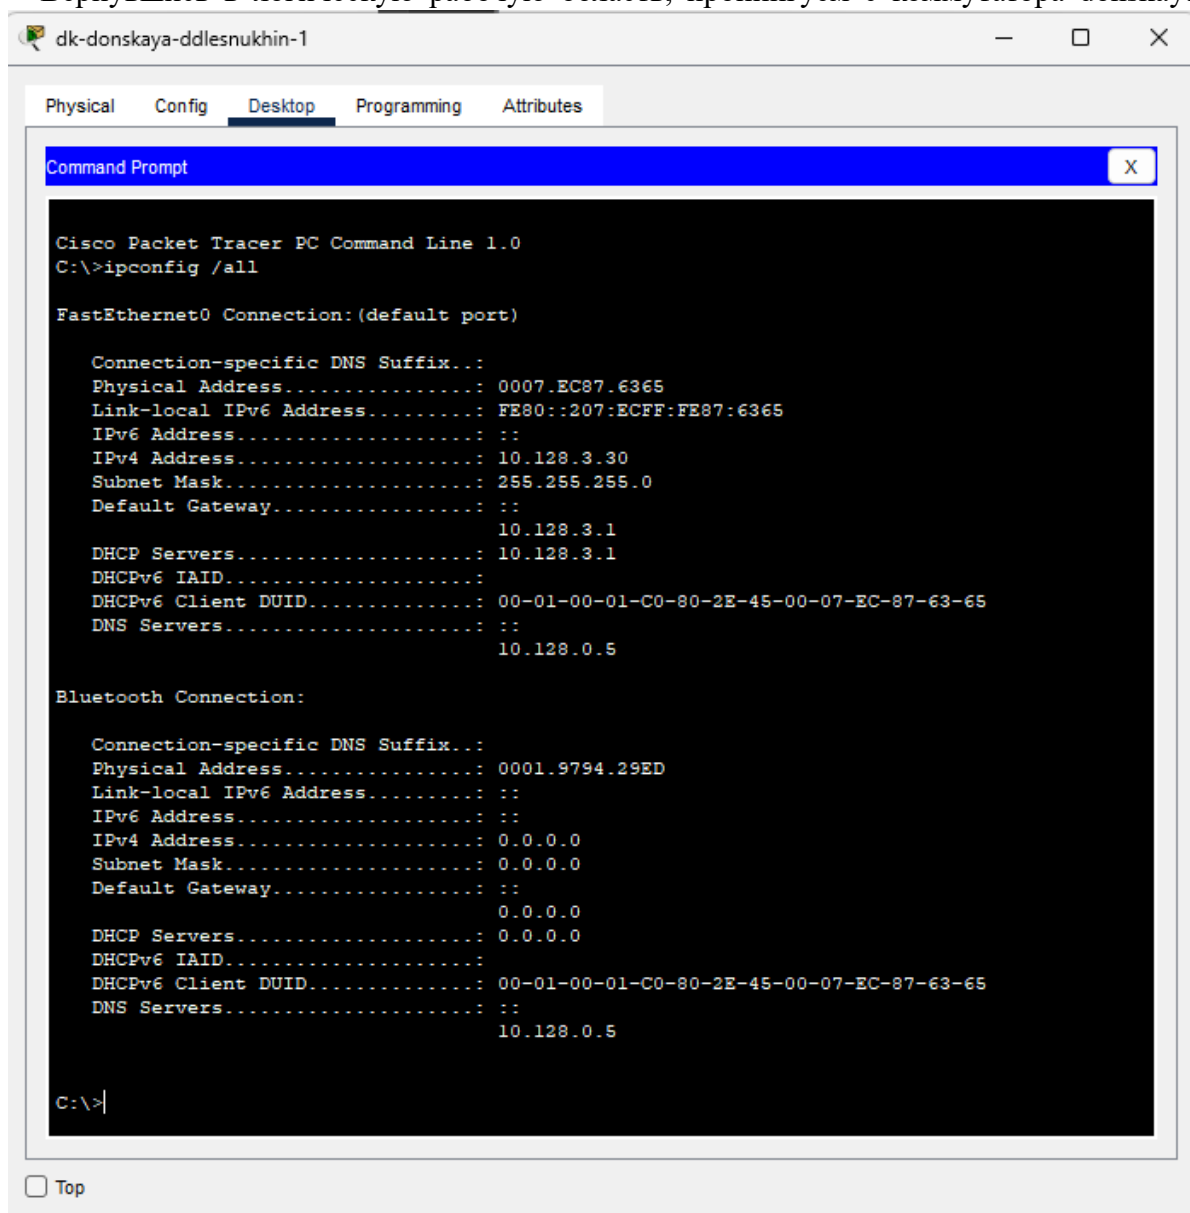 dk-donskaya-ddlesnukhin-1
Physical Config Desktop Programming Attributes
Command Prompt X
Cisco Packet Tracer PC Command Line 1.0
C:\>ipconfig /all
FastEthernet0 Connection:(default port)
Connection-specific DNS Suffix..:
Physical Address................: 0007.EC87.6365
Link-local IPv6 Address.........: FE80::207:ECFF:FE87:6365
IPv6 Address....................: ::
IPv4 Address....................: 10.128.3.30
Subnet Mask.....................: 255.255.255.0
Default Gateway.................: ::
10.128.3.1
DHCP Servers....................: 10.128.3.1
DHCPv6 IAID.....................:
DHCPv6 Client DUID..............: 00-01-00-01-C0-80-2E-45-00-07-EC-87-63-65
DNS Servers.....................: ::
10.128.0.5
Bluetooth Connection:
Connection-specific DNS Suffix..:
Physical Address................: 0001.9794.29ED
Link-local IPv6 Address.........: ::
IPv6 Address....................: ::
IPv4 Address....................: 0.0.0.0
Subnet Mask.....................: 0.0.0.0
Default Gateway.................: ::
0.0.0.0
DHCP Servers....................: 0.0.0.0
DHCPv6 IAID.....................:
DHCPv6 Client DUID..............: 00-01-00-01-C0-80-2E-45-00-07-EC-87-63-65
DNS Servers.....................: ::
10.128.0.5
C:\>
Top